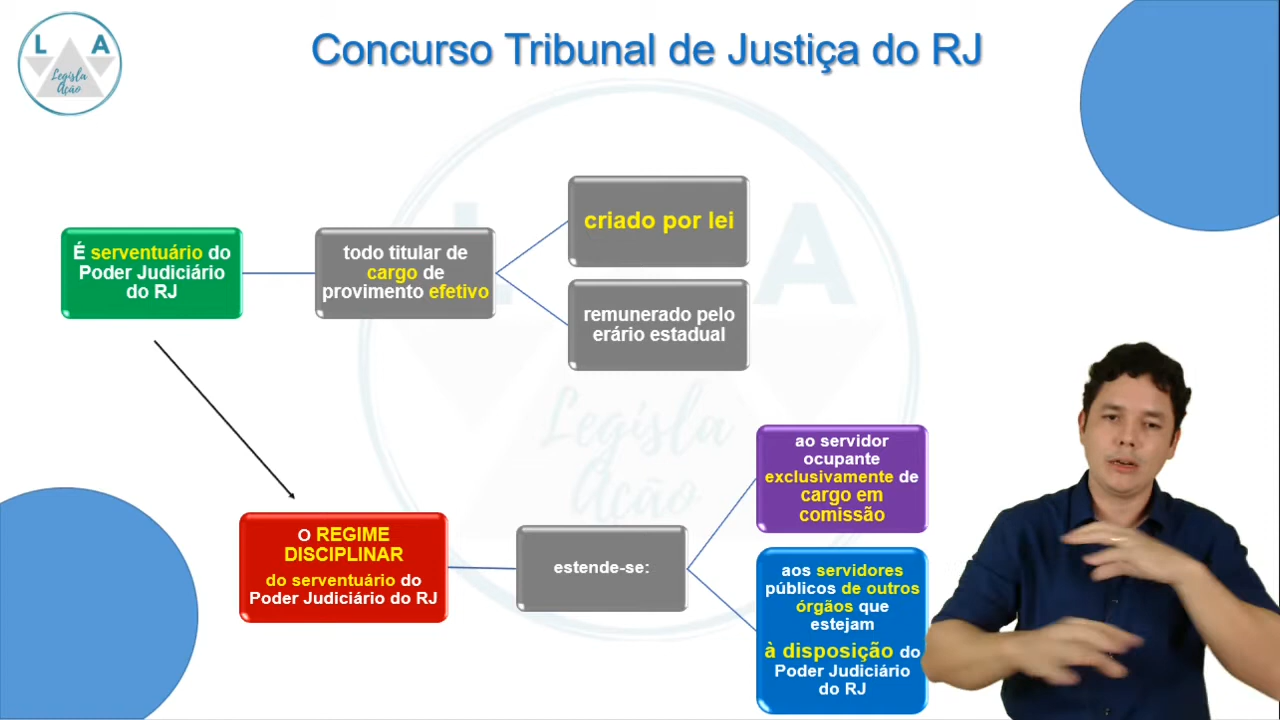 L A
Legisla
Ação
Concurso Tribunal de Justiça do RJ
É serventuário do
Poder Judiciário
do RJ
todo titular de
cargo de
provimento efetivo
criado por lei
remunerado pelo
erário estadual
L A
Legisla
Ação
O REGIME
DISCIPLINAR
do serventuário do
Poder Judiciário do RJ
estende-se:
ao servidor
ocupante
exclusivamente de
cargo em
comissão
aos servidores
públicos de outros
órgãos que
estejam
à disposição do
Poder Judiciário
do RJ